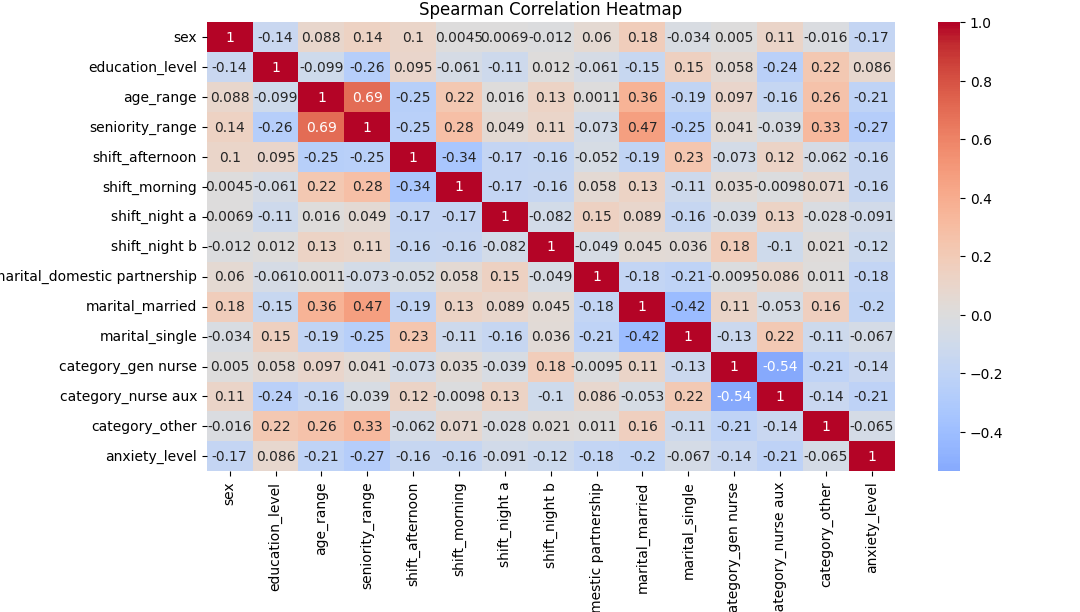 Spearman Correlation Heatmap
sex 1 -0.14 0.088 0.14 0.1 0.0045 0.0069 -0.012 0.06 0.18 -0.034 0.005 0.11 -0.016 -0.17
education_level -0.14 1 -0.099 -0.26 0.095 -0.061 -0.11 0.012 -0.061 -0.15 0.15 0.058 -0.24 0.22 0.086
age_range 0.088 -0.099 1 0.69 -0.25 0.22 0.016 0.13 0.0011 0.36 -0.19 0.097 -0.16 0.26 -0.21
seniority_range 0.14 -0.26 0.69 1 -0.25 0.28 0.049 0.11 -0.073 0.47 -0.25 0.041 -0.039 0.33 -0.27
shift_afternoon 0.1 0.095 -0.25 -0.25 1 -0.34 -0.17 -0.16 -0.052 -0.19 0.23 -0.073 0.12 -0.062 -0.16
shift_morning 0.0045 -0.061 0.22 0.28 -0.34 1 -0.17 -0.16 0.058 0.13 -0.11 0.035 -0.0098 0.071 -0.16
shift_night a 0.0069 -0.11 0.016 0.049 -0.17 -0.17 1 -0.082 0.15 0.089 -0.16 -0.039 0.13 -0.028 -0.091
shift_night b -0.012 0.012 0.13 0.11 -0.16 -0.16 -0.082 1 -0.049 0.045 0.036 0.18 -0.1 0.021 -0.12
marital_domestic partnership 0.06 -0.061 0.0011 -0.073 -0.052 0.058 0.15 -0.049 1 -0.18 -0.21 -0.0095 0.086 0.011 -0.18
marital_married 0.18 -0.15 0.36 0.47 -0.19 0.13 0.089 0.045 -0.18 1 -0.42 0.11 -0.053 0.16 -0.2
marital_single -0.034 0.15 -0.19 -0.25 0.23 -0.11 -0.16 0.036 -0.21 -0.42 1 -0.13 0.22 -0.11 -0.067
category_gen nurse 0.005 0.058 0.097 0.041 -0.073 0.035 -0.039 0.18 -0.0095 0.11 -0.13 1 -0.54 -0.21 -0.14
category_nurse aux 0.11 -0.24 -0.16 -0.039 0.12 -0.0098 0.13 -0.1 0.086 -0.053 0.22 -0.54 1 -0.14 -0.21
category_other -0.016 0.22 0.26 0.33 -0.062 0.071 -0.028 0.021 0.011 0.16 -0.11 -0.21 -0.14 1 -0.065
anxiety_level -0.17 0.086 -0.21 -0.27 -0.16 -0.16 -0.091 -0.12 -0.18 -0.2 -0.067 -0.14 -0.21 -0.065 1
sex
education_level
age_range
seniority_range
shift_afternoon
shift_morning
shift_night a
shift_night b
mestic partnership
marital_married
marital_single
ategory_gen nurse
ategory_nurse aux
category_other
anxiety_level
1.0
0.8
0.6
0.4
0.2
0.0
−0.2
−0.4